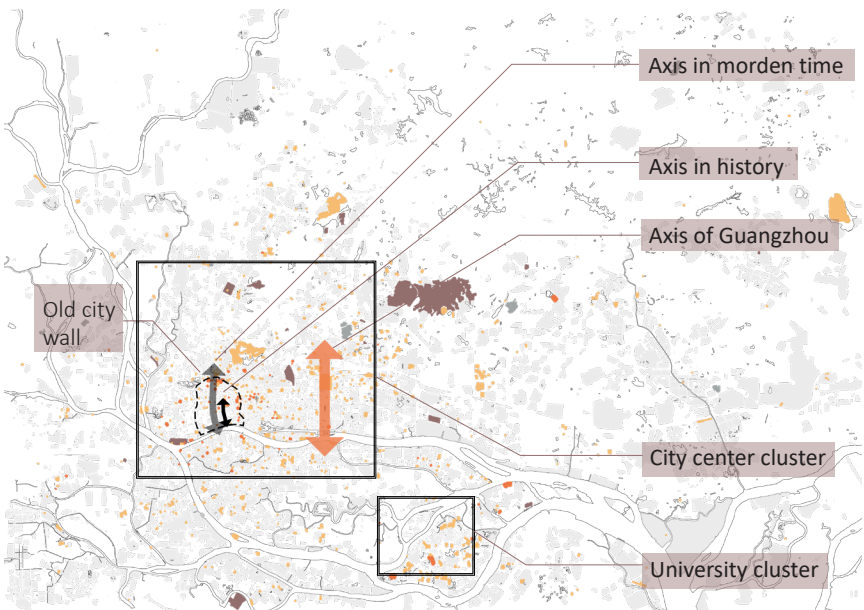 Axis in morden time
Axis in history
Axis of Guangzhou
Old city
wall
City center cluster
University cluster